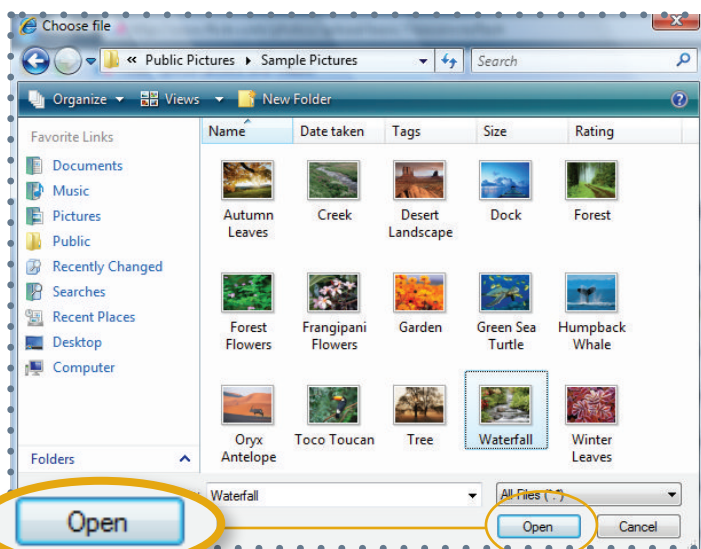 Choose file
« Public Pictures Sample Pictures
Search
Organize Views New Folder
Favorite Links
Name Date taken Tags Size Rating
Documents
Music
Pictures
Public
Recently Changed
Searches
Recent Places
Desktop
Computer
Folders
Autumn Leaves
Creek
Desert Landscape
Dock
Forest
Forest Flowers
Frangipani Flowers
Garden
Green Sea Turtle
Humpback Whale
Oryx Antelope
Toco Toucan
Tree
Waterfall
Winter Leaves
Waterfall
All Files (*.*)
Open
Open Cancel